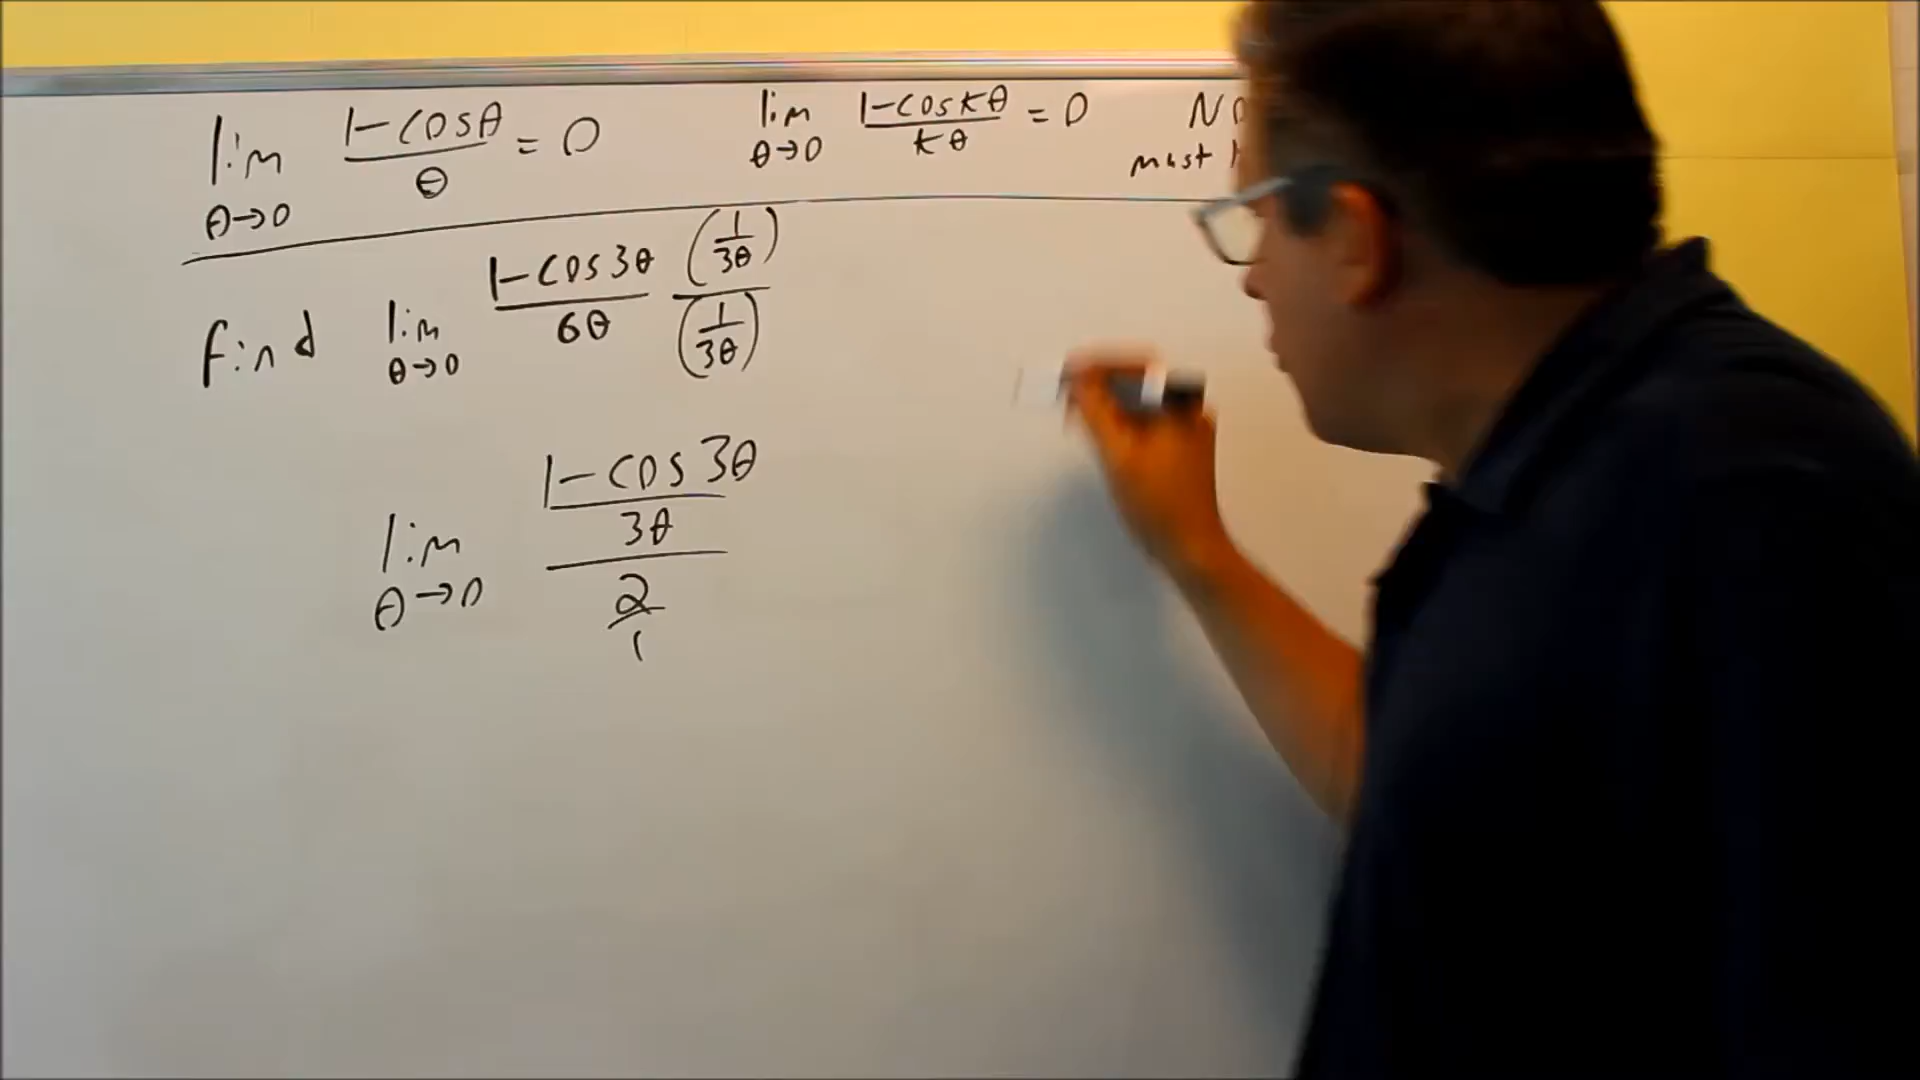 lim θ→0 1-cosθ/θ = 0
lim θ→0 1-coskθ/kθ = 0
must
find lim θ→0 1-cos3θ/6θ (1/3θ)/(1/3θ)
lim θ→0 1-cos3θ/3θ/2/1